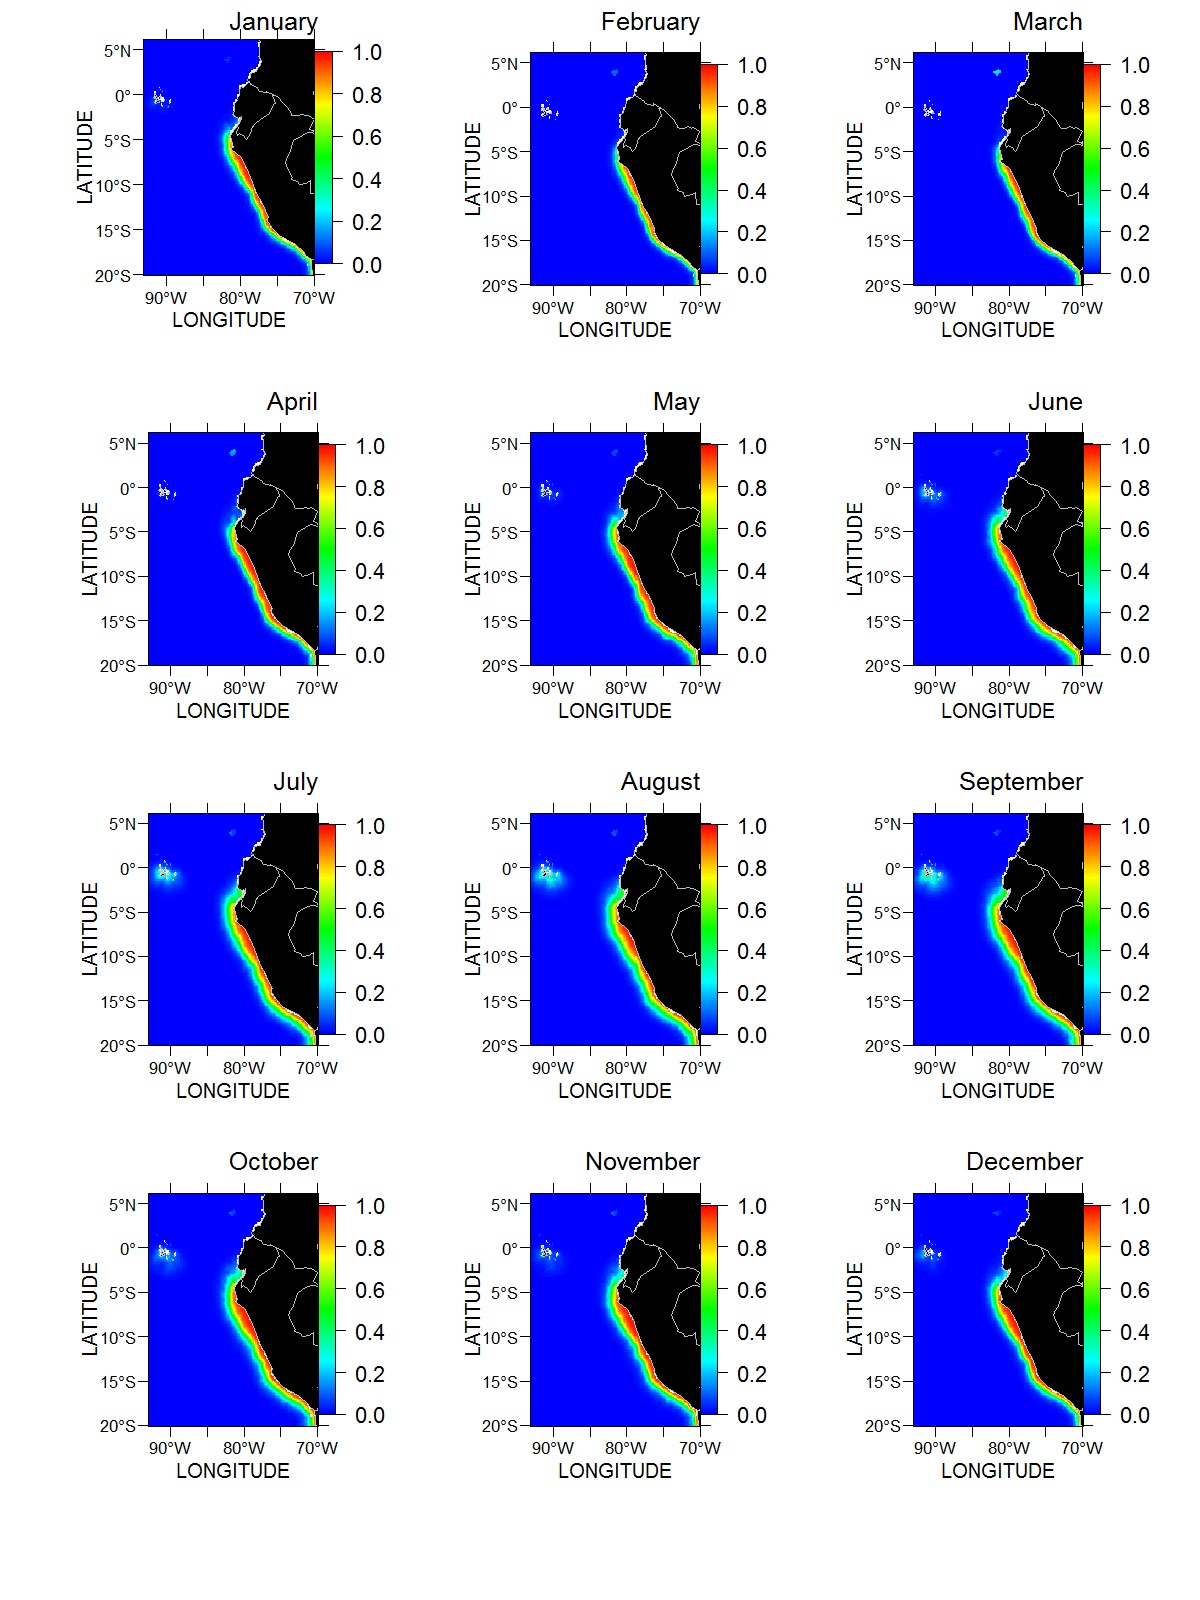 January February March
5°N 0° 5°S 10°S 15°S 20°S
LATITUDE
1.0 0.8 0.6 0.4 0.2 0.0
90°W 80°W 70°W
LONGITUDE
5°N 0° 5°S 10°S 15°S 20°S
LATITUDE
1.0 0.8 0.6 0.4 0.2 0.0
90°W 80°W 70°W
LONGITUDE
5°N 0° 5°S 10°S 15°S 20°S
LATITUDE
1.0 0.8 0.6 0.4 0.2 0.0
90°W 80°W 70°W
LONGITUDE
April May June
5°N 0° 5°S 10°S 15°S 20°S
LATITUDE
1.0 0.8 0.6 0.4 0.2 0.0
90°W 80°W 70°W
LONGITUDE
5°N 0° 5°S 10°S 15°S 20°S
LATITUDE
1.0 0.8 0.6 0.4 0.2 0.0
90°W 80°W 70°W
LONGITUDE
5°N 0° 5°S 10°S 15°S 20°S
LATITUDE
1.0 0.8 0.6 0.4 0.2 0.0
90°W 80°W 70°W
LONGITUDE
July August September
5°N 0° 5°S 10°S 15°S 20°S
LATITUDE
1.0 0.8 0.6 0.4 0.2 0.0
90°W 80°W 70°W
LONGITUDE
5°N 0° 5°S 10°S 15°S 20°S
LATITUDE
1.0 0.8 0.6 0.4 0.2 0.0
90°W 80°W 70°W
LONGITUDE
5°N 0° 5°S 10°S 15°S 20°S
LATITUDE
1.0 0.8 0.6 0.4 0.2 0.0
90°W 80°W 70°W
LONGITUDE
October November December
5°N 0° 5°S 10°S 15°S 20°S
LATITUDE
1.0 0.8 0.6 0.4 0.2 0.0
90°W 80°W 70°W
LONGITUDE
5°N 0° 5°S 10°S 15°S 20°S
LATITUDE
1.0 0.8 0.6 0.4 0.2 0.0
90°W 80°W 70°W
LONGITUDE
5°N 0° 5°S 10°S 15°S 20°S
LATITUDE
1.0 0.8 0.6 0.4 0.2 0.0
90°W 80°W 70°W
LONGITUDE